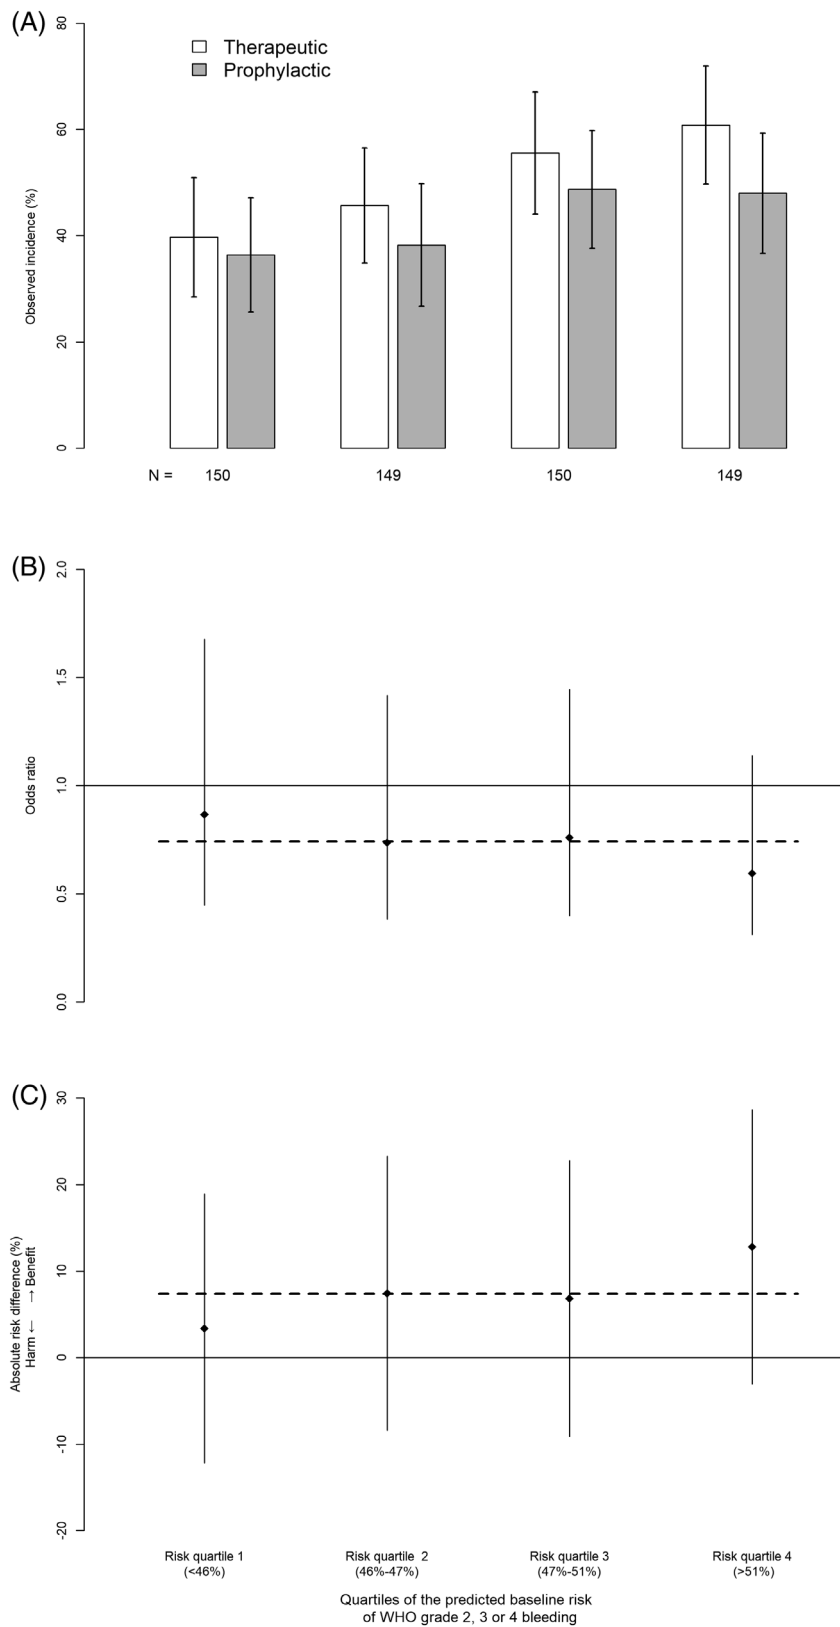 (A)
80
60
40
20
0
Observed incidence (%)
Therapeutic
Prophylactic
N = 150 149 150 149
(B)
2.0
1.5
1.0
0.5
0.0
Odds ratio
(C)
30
20
10
0
-10
-20
Absolute risk difference (%)
Harm ← → Benefit
Risk quartile 1 Risk quartile 2 Risk quartile 3 Risk quartile 4
(<46%) (46%-47%) (47%-51%) (>51%)
Quartiles of the predicted baseline risk
of WHO grade 2, 3 or 4 bleeding